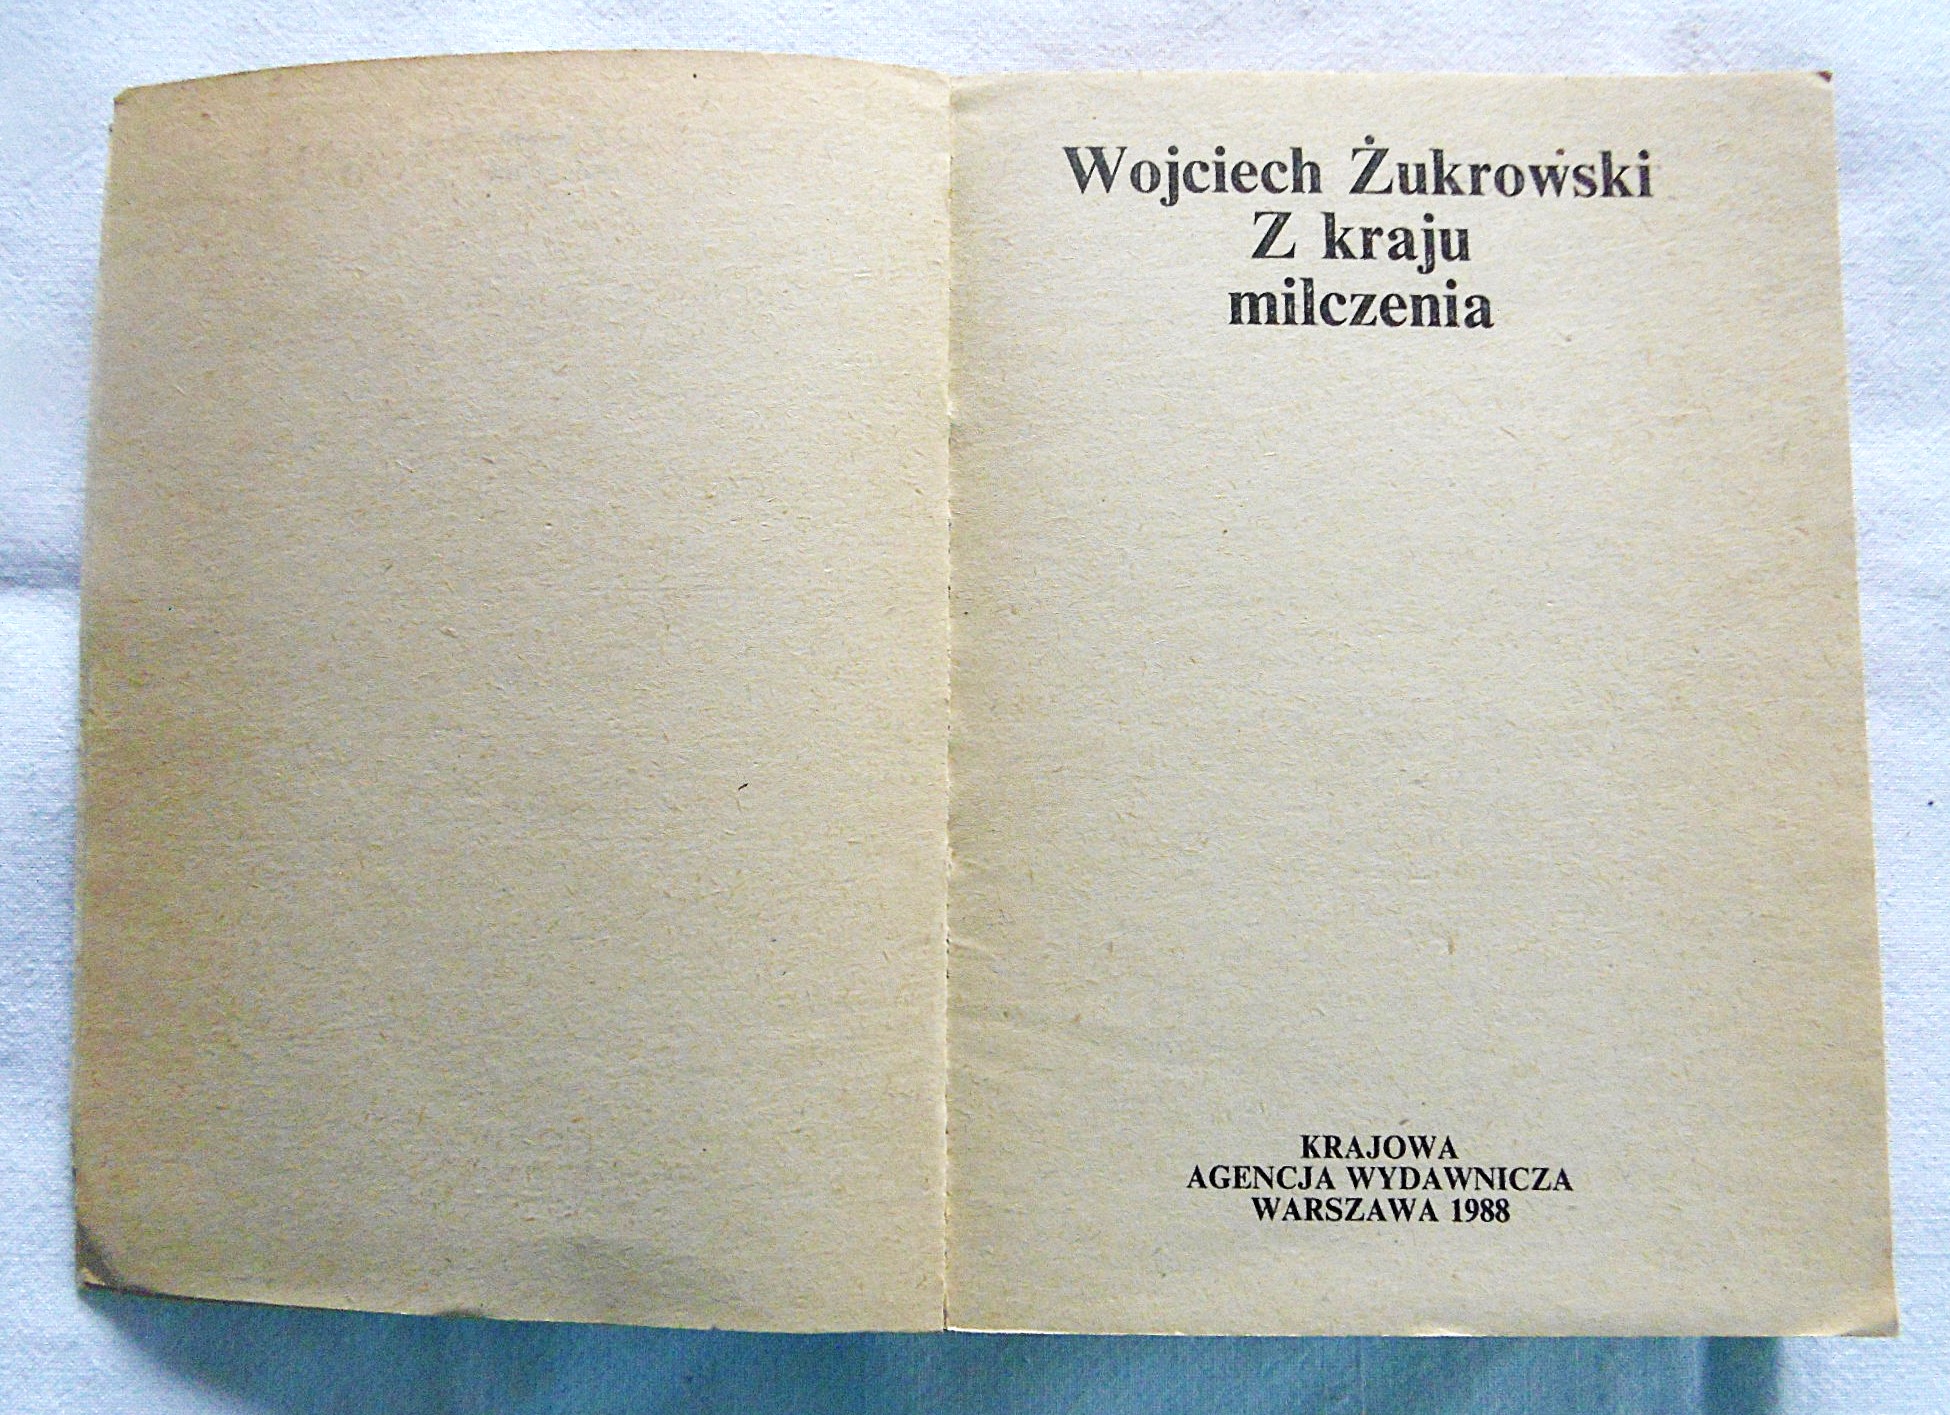 Wojciech Żukrowski
Z kraju
milczenia
KRAJOWA
AGENCJA WYDAWNICZA
WARSZAWA 1988